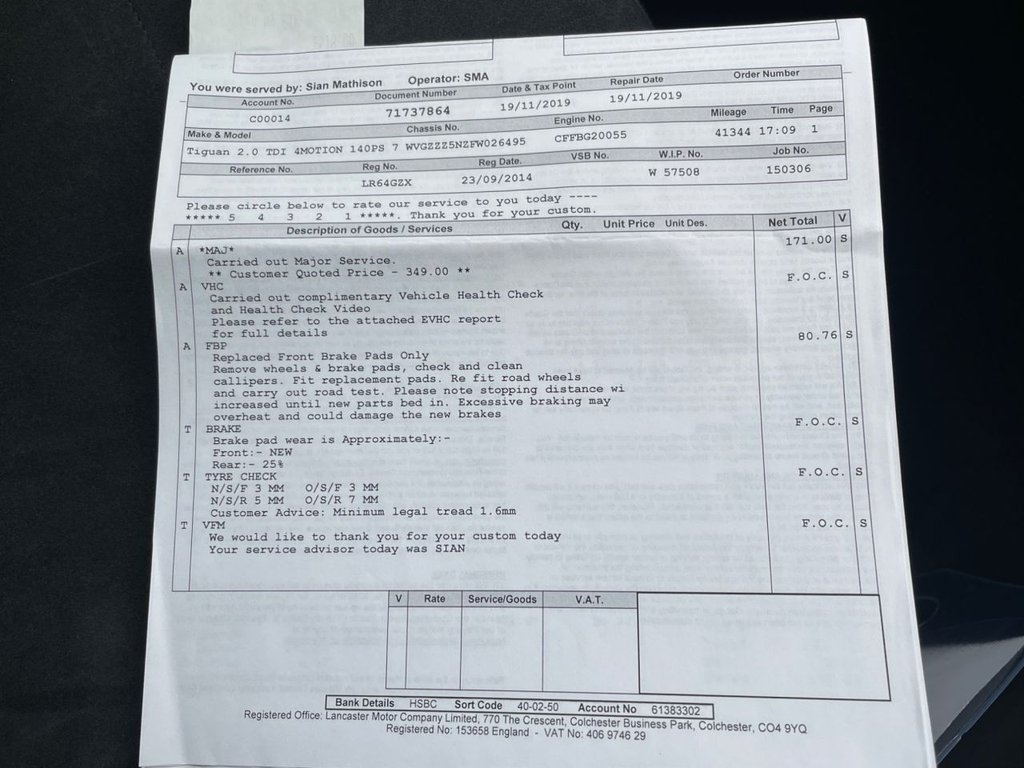 You were served by: Sian Mathison Operator: SMA
Account No. Document Number Date & Tax Point Repair Date Order Number
C00014 71737864 19/11/2019 19/11/2019
Make & Model Chassis No. Engine No. Mileage Time Page
Tiguan 2.0 TDI 4MOTION 140PS 7 WVGZZZ5NZFW026495 CFFBG20055 41344 17:09 1
Reference No. Reg No. Reg Date. VSB No. W.I.P. No. Job No.
LR64GZX 23/09/2014 W 57508 150306
Please circle below to rate our service to you today ----
***** 5 4 3 2 1 *****. Thank you for your custom.
Description of Goods / Services Qty. Unit Price Unit Des. Net Total V
A *MAJ* 171.00 S
Carried out Major Service.
** Customer Quoted Price - 349.00 **
A VHC F.O.C. S
Carried out complimentary Vehicle Health Check
and Health Check Video
Please refer to the attached EVHC report
for full details
A FBP 80.76 S
Replaced Front Brake Pads Only
Remove wheels & brake pads, check and clean
callipers. Fit replacement pads. Re fit road wheels
and carry out road test. Please note stopping distance wi
increased until new parts bed in. Excessive braking may
overheat and could damage the new brakes
T BRAKE F.O.C. S
Brake pad wear is Approximately:-
Front:- NEW
Rear:- 25%
T TYRE CHECK F.O.C. S
N/S/F 3 MM O/S/F 3 MM
N/S/R 5 MM O/S/R 7 MM
Customer Advice: Minimum legal tread 1.6mm
T VFM F.O.C. S
We would like to thank you for your custom today
Your service advisor today was SIAN
V Rate Service/Goods V.A.T.
Bank Details HSBC Sort Code 40-02-50 Account No 61383302
Registered Office: Lancaster Motor Company Limited, 770 The Crescent, Colchester Business Park, Colchester, CO4 9YQ
Registered No: 153658 England - VAT No: 406 9746 29